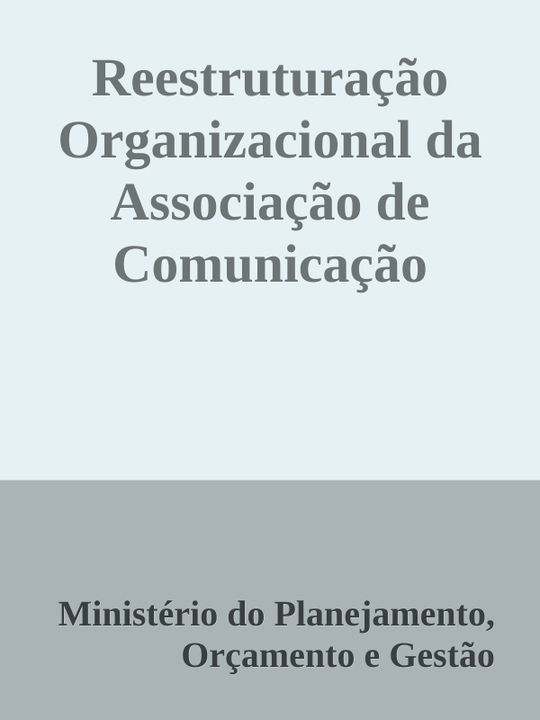 Reestruturação
Organizacional da
Associação de
Comunicação
Ministério do Planejamento,
Orçamento e Gestão